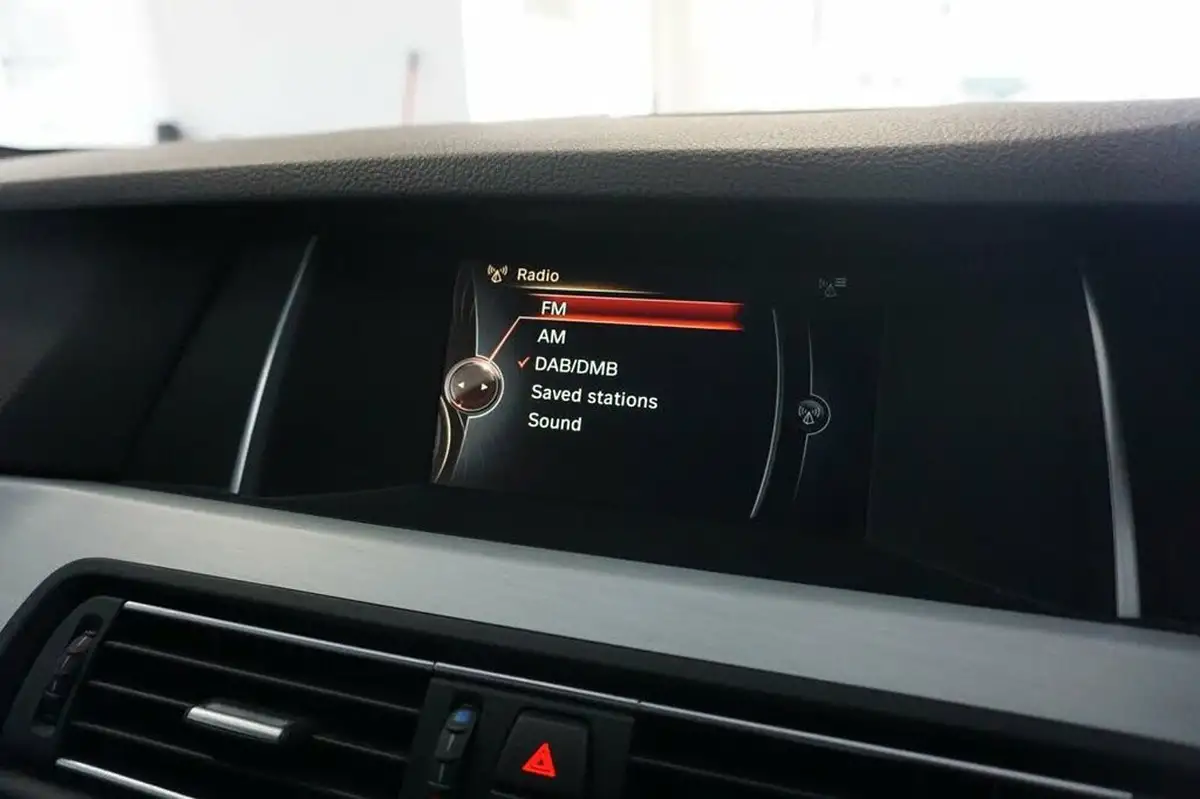 Radio
FM
AM
DAB/DMB
Saved stations
Sound